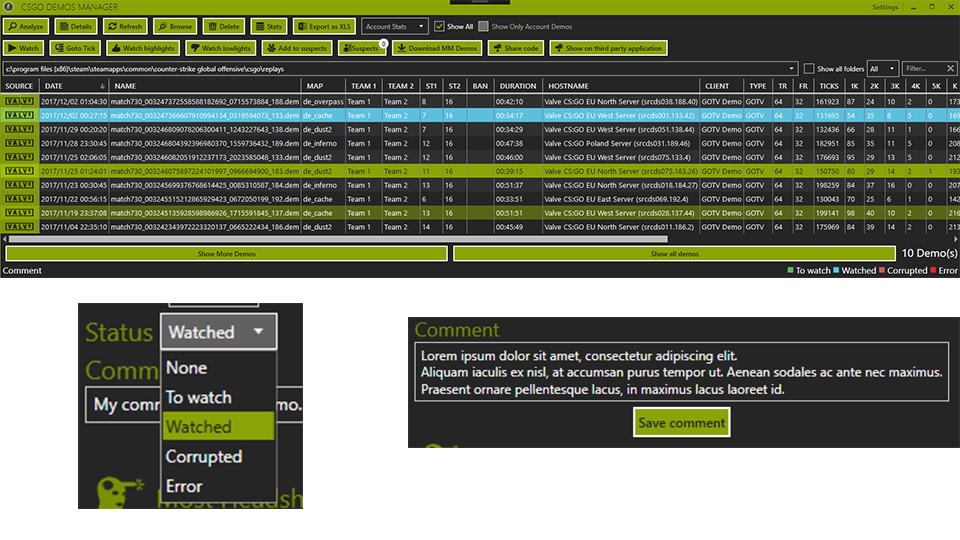 CSGO DEMOS MANAGER Settings
Analyze Details Refresh Browse Delete Stats Export as XLS Account Stats Show All Show Only Account Demos
Watch Goto Tick Watch highlights Watch lowlights Add to suspects Suspects 0 Download MM Demos Share code Show on third party application
c:\program files (x86)\steam\steamapps\common\counter-strike global offensive\csgo\replays Show all folders All Filter...
SOURCE DATE NAME MAP TEAM 1 TEAM 2 ST1 ST2 BAN DURATION HOSTNAME CLIENT TYPE TR FR TICKS 1K 2K 3K 4K 5K K
VALVE 2017/12/02 01:04:30 match730_003247372558588182692_0715573884_188.dem de_overpass Team 1 Team 2 8 16 00:42:10 Valve CS:GO EU North Server (srcds038.188.40) GOTV Demo GOTV 64 32 161923 87 24 10 2 0 173
VALVE 2017/12/02 00:27:15 match730_003247366607910994134_0319594073_133.dem de_cache Team 1 Team 2 4 16 00:34:17 Valve CS:GO EU West Server (srcds001.133.42) GOTV Demo GOTV 64 32 131695 54 35 8 5 0 168
VALVE 2017/11/29 00:20:20 match730_003246809078206300411_1243227643_138.dem de_dust2 Team 1 Team 2 5 16 00:34:29 Valve CS:GO EU West Server (srcds051.138.44) GOTV Demo GOTV 64 32 132436 66 28 11 1 0 159
VALVE 2017/11/28 23:30:45 match730_003246804392396980370_1559736432_189.dem de_inferno Team 1 Team 2 12 16 00:47:38 Valve CS:GO Poland Server (srcds031.189.46) GOTV Demo GOTV 64 32 182951 85 35 11 5 0
VALVE 2017/11/25 02:06:05 match730_003246082051912237173_2023585048_133.dem de_dust2 Team 1 Team 2 12 16 00:46:00 Valve CS:GO EU West Server (srcds075.133.4) GOTV Demo GOTV 64 32 176693 95 29 13 5 0 212
VALVE 2017/11/25 01:24:01 match730_003246075897224101997_0966694900_183.dem de_dust2 Team 1 Team 2 11 16 00:39:15 Valve CS:GO EU North Server (srcds075.183.26) GOTV Demo GOTV 64 32 150750 80 29 14 2 1 193
VALVE 2017/11/23 00:30:45 match730_003245699376768614425_0085310587_184.dem de_inferno Team 1 Team 2 13 16 00:51:37 Valve CS:GO EU North Server (srcds018.184.27) GOTV Demo GOTV 64 32 198259 84 37 16 0 0
VALVE 2017/11/22 00:56:15 match730_003245515212865929423_0672050199_192.dem de_cache Team 1 Team 2 6 16 00:33:51 Valve CS:GO EU East Server (srcds069.192.4) GOTV Demo GOTV 64 32 130043 70 25 6 1 0 142
VALVE 2017/11/19 23:37:08 match730_003245135928598986926_1715591845_137.dem de_cache Team 1 Team 2 13 16 00:51:51 Valve CS:GO EU West Server (srcds028.137.44) GOTV Demo GOTV 64 32 199141 98 40 10 2 0 216
VALVE 2017/11/04 22:35:10 match730_003242343972223320137_0665222434_186.dem de_dust2 Team 1 Team 2 14 16 00:45:49 Valve CS:GO EU North Server (srcds011.186.2) GOTV Demo GOTV 64 32 175969 84 39 14 2 0
Show More Demos Show all demos 10 Demo(s)
Comment To watch Watched Corrupted Error
Status Watched
None
To watch
Watched
Corrupted
Error
Comment
Lorem ipsum dolor sit amet, consectetur adipiscing elit.
Aliquam iaculis ex nisl, at accumsan purus tempor ut. Aenean sodales ac ante nec maximus.
Praesent ornare pellentesque lacus, in maximus lacus laoreet id.
Save comment